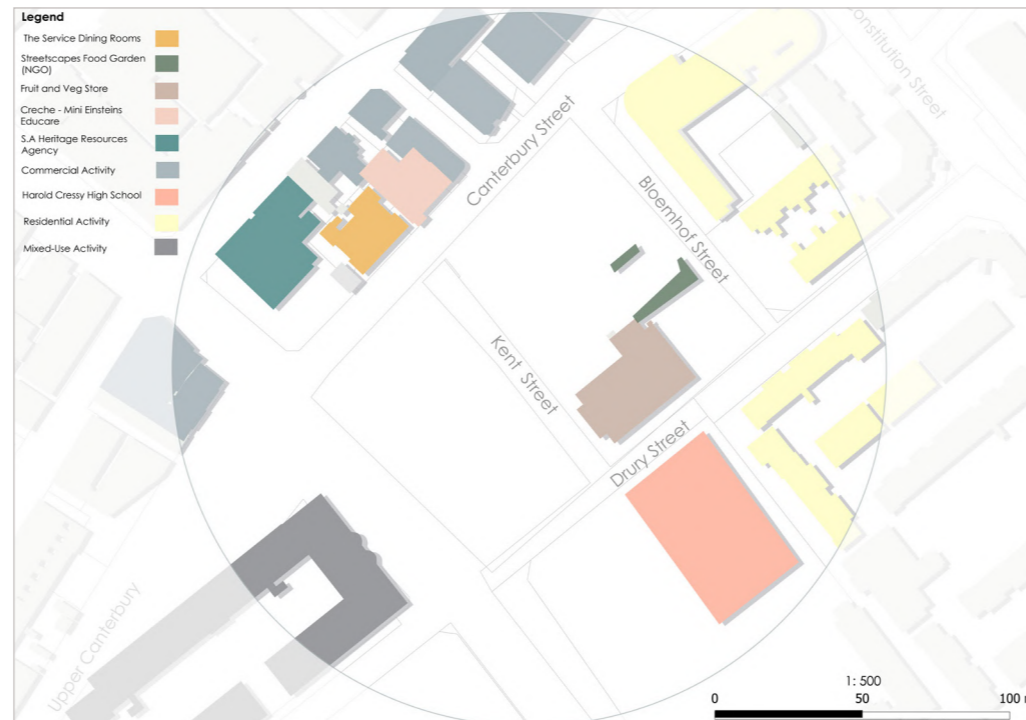 Legend
The Service Dining Rooms
Streetscapes Food Garden
(NGO)
Fruit and Veg Store
Creche - Mini Einsteins
Educare
S.A Heritage Resources
Agency
Commercial Activity
Harold Cressy High School
Residential Activity
Mixed-Use Activity
Constitution Street
Canterbury Street
Bloemhof Street
Kent Street
Drury Street
Upper Canterbury
1: 500
0 50 100 m